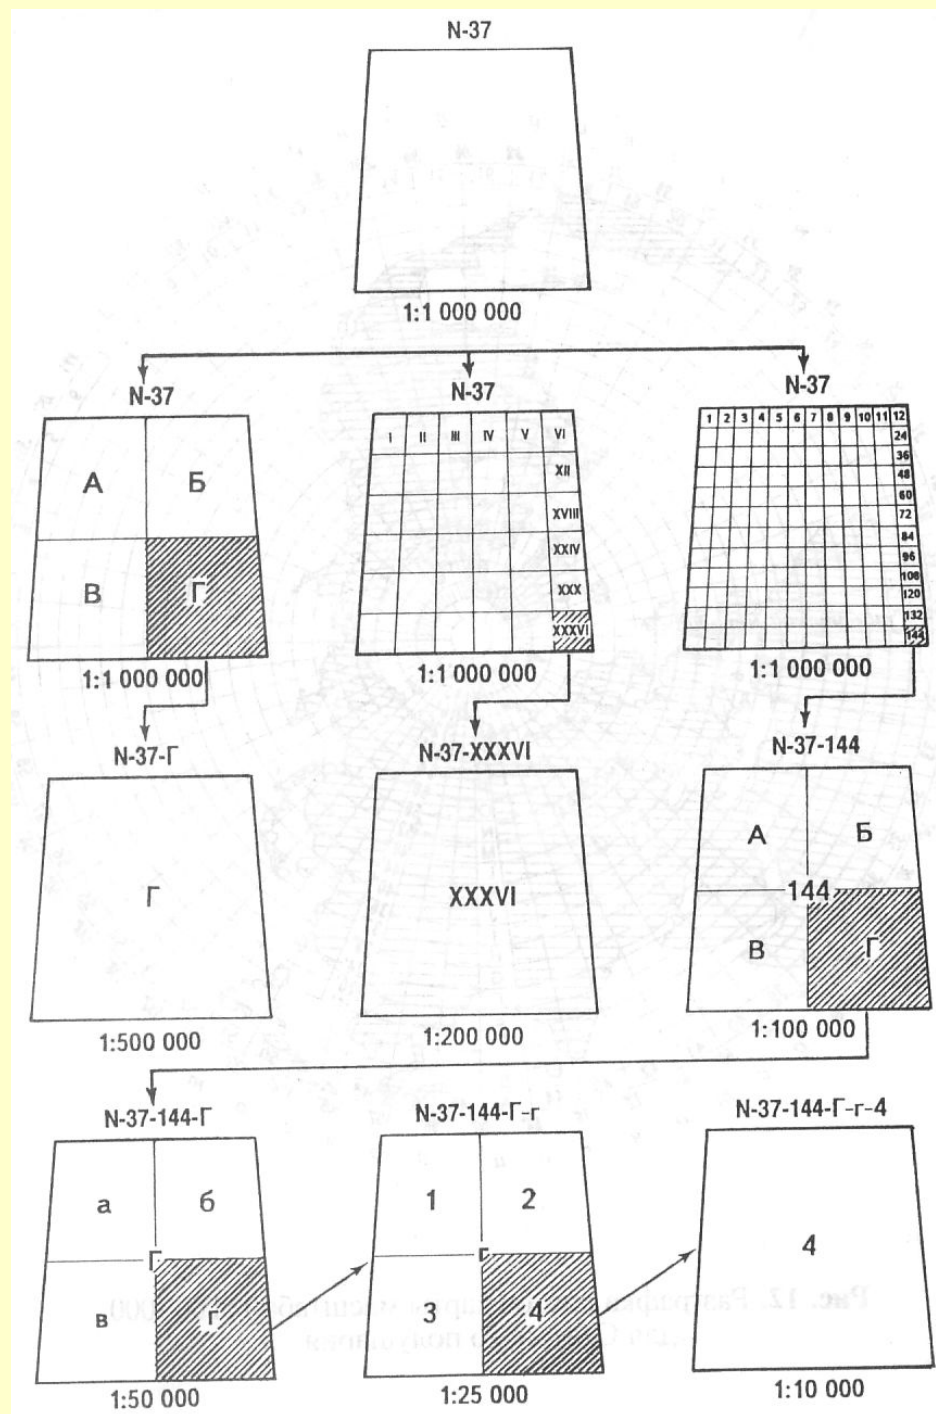 N-37
1:1 000 000
N-37
N-37
N-37
А Б
В Г
1:1 000 000
I II III IV V VI
XII
XVIII
XXIV
XXX
XXXVI
1:1 000 000
1 2 3 4 5 6 7 8 9 10 11 12
24
36
48
60
72
84
96
108
120
132
144
1:1 000 000
N-37-Г
N-37-XXXVI
N-37-144
Г
XXXVI
А Б
144
В Г
1:500 000
1:200 000
1:100 000
N-37-144-Г
N-37-144-Г-г
N-37-144-Г-г-4
а б
Г
в г
1 2
г
3 4
4
1:50 000
1:25 000
1:10 000